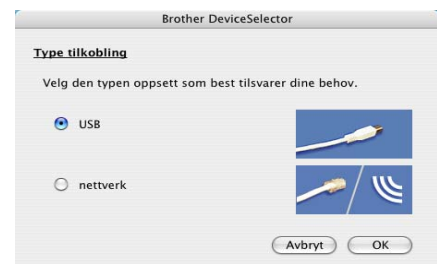 Brother DeviceSelector
Type tilkobling
Velg den typen oppsett som best tilsvarer dine behov.
USB
nettverk
Avbryt OK